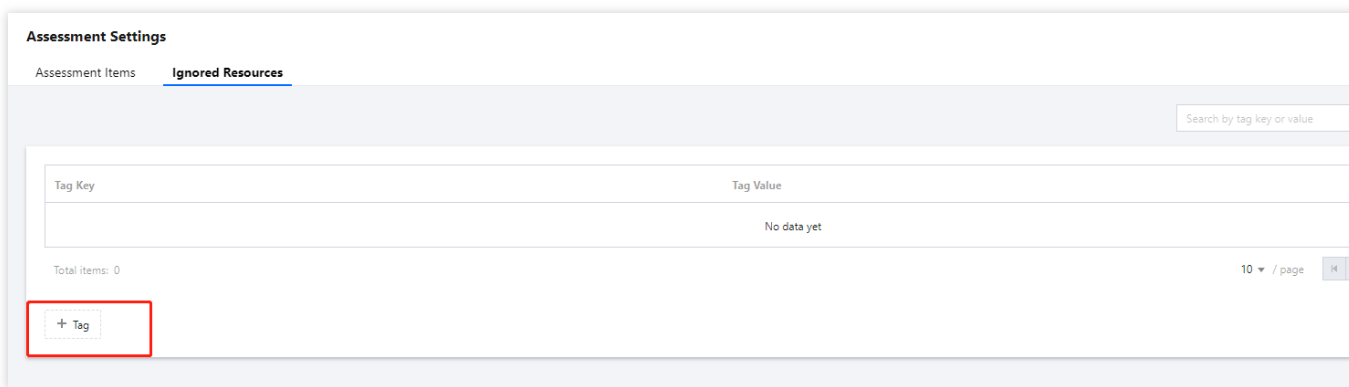 Assessment Settings
Assessment Items Ignored Resources
Search by tag key or value
Tag Key Tag Value
No data yet
Total items: 0 10 / page
+ Tag